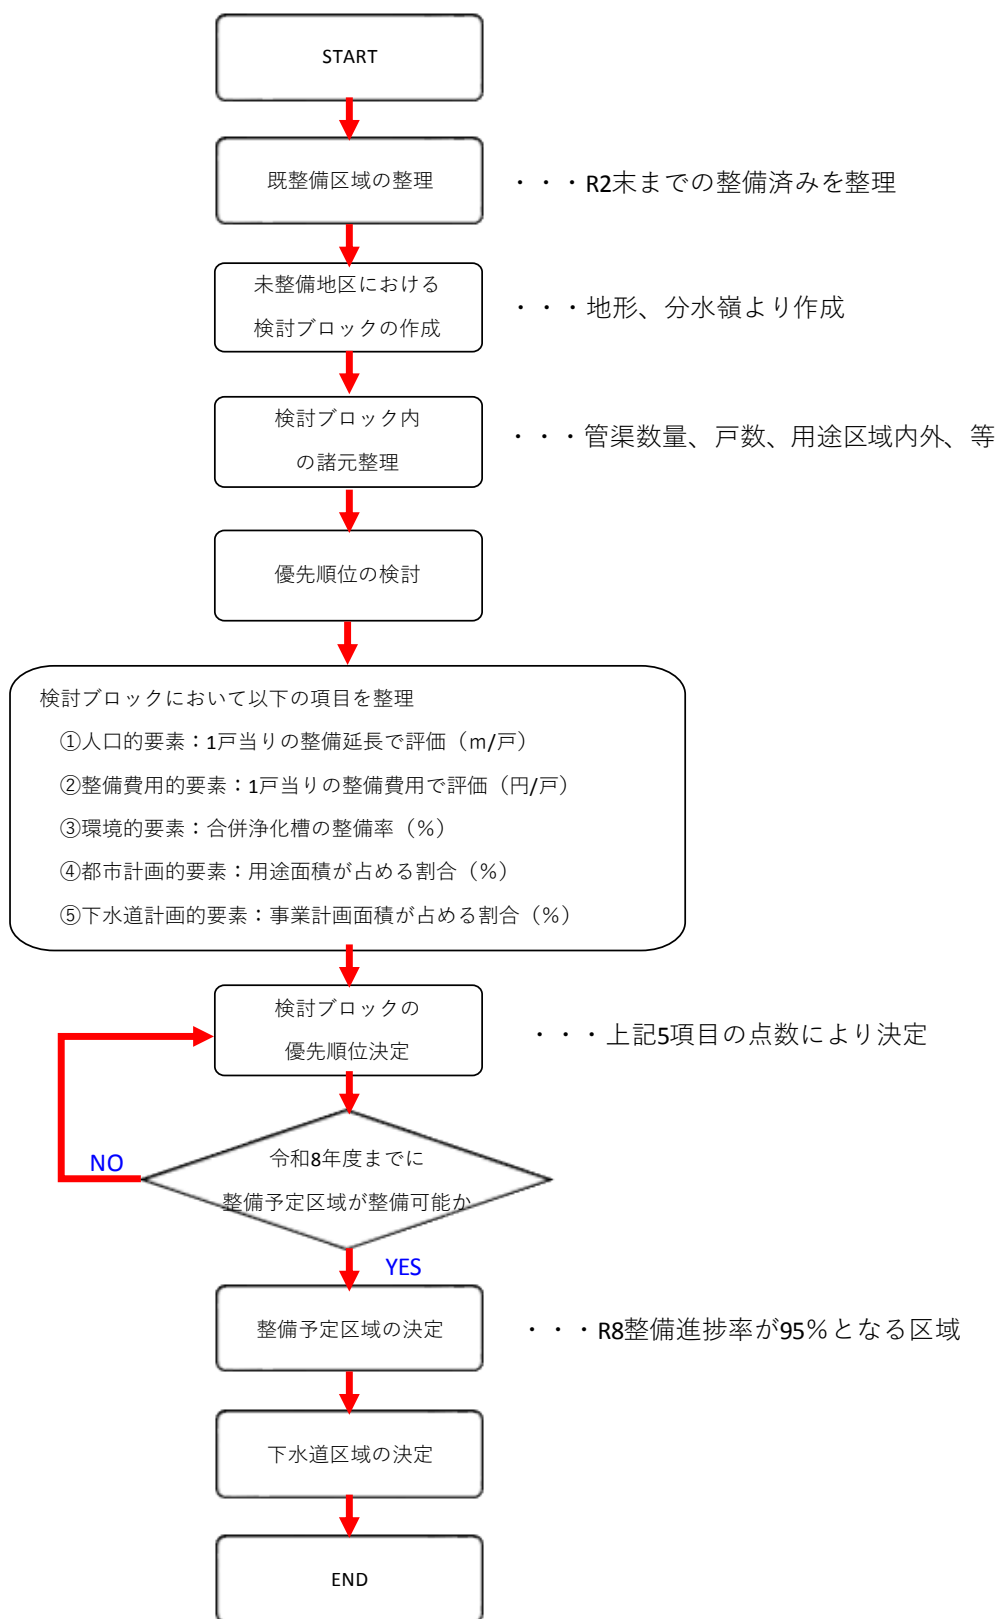 START
既整備区域の整理
・・・R2末までの整備済みを整理
未整備地区における
検討ブロックの作成
・・・地形、分水嶺より作成
検討ブロック内
の諸元整理
・・・管渠数量、戸数、用途区域内外、等
優先順位の検討
検討ブロックにおいて以下の項目を整理
①人口的要素：1戸当りの整備延長で評価（ｍ/戸）
②整備費用的要素：1戸当りの整備費用で評価（円/戸）
③環境的要素：合併浄化槽の整備率（％）
④都市計画的要素：用途面積が占める割合（％）
⑤下水道計画的要素：事業計画面積が占める割合（％）
検討ブロックの
優先順位決定
・・・上記5項目の点数により決定
令和8年度までに
整備予定区域が整備可能か
NO
YES
整備予定区域の決定
・・・R8整備進捗率が95％となる区域
下水道区域の決定
END